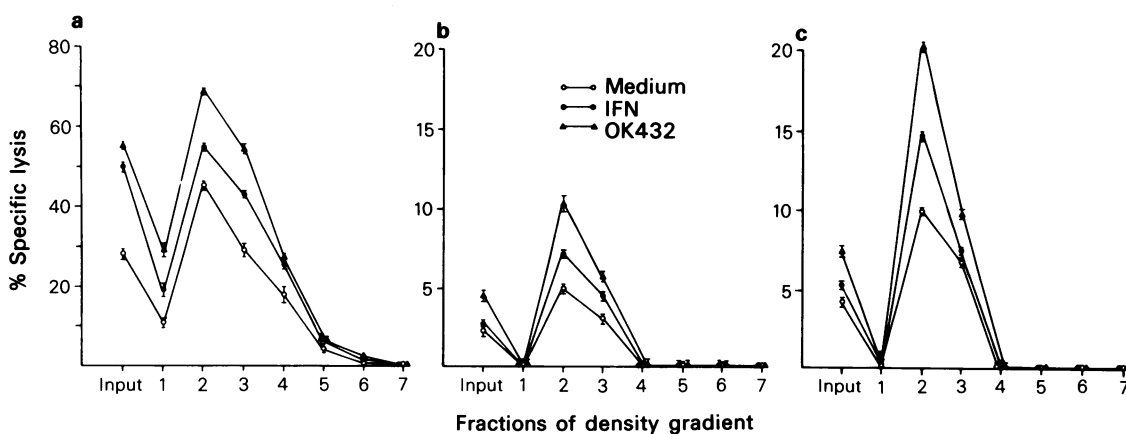 a
80
60
40
20
% Specific lysis
Input 1 2 3 4 5 6 7
b
20
15
10
5
Medium
IFN
OK432
Input 1 2 3 4 5 6 7
c
20
15
10
5
Input 1 2 3 4 5 6 7
Fractions of density gradient